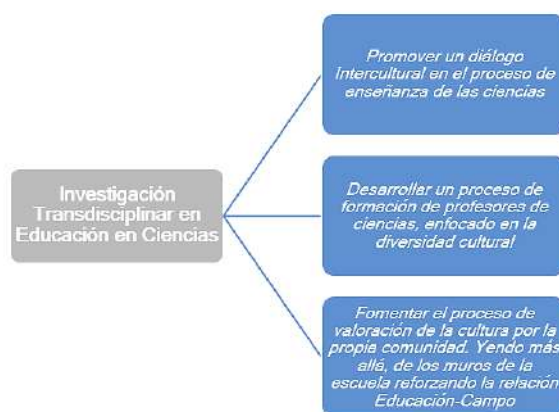 Promover un diálogo
Intercultural en el proceso de
enseñanza de las ciencias
Investigación
Transdisciplinar en
Educación en Ciencias
Desarrollar un proceso de
formación de profesores de
ciencias, enfocado en la
diversidad cultural
Fomentar el proceso de
valoración de la cultura por la
propia comunidad. Yendo más
allá, de los muros de la
escuela reforzando la relación
Educación-Campo